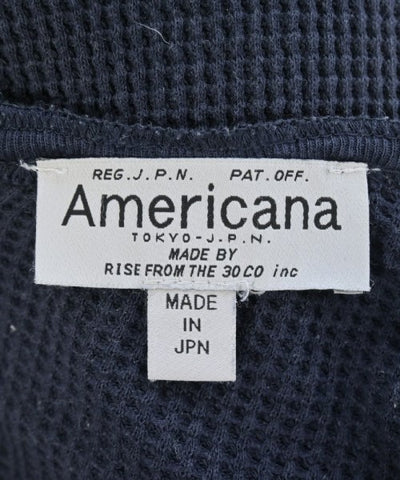 REG.J.P.N. PAT.OFF.
Americana
TOKYO-J.P.N.
MADE BY
RISE FROM THE 30 CO inc
MADE
IN
JPN